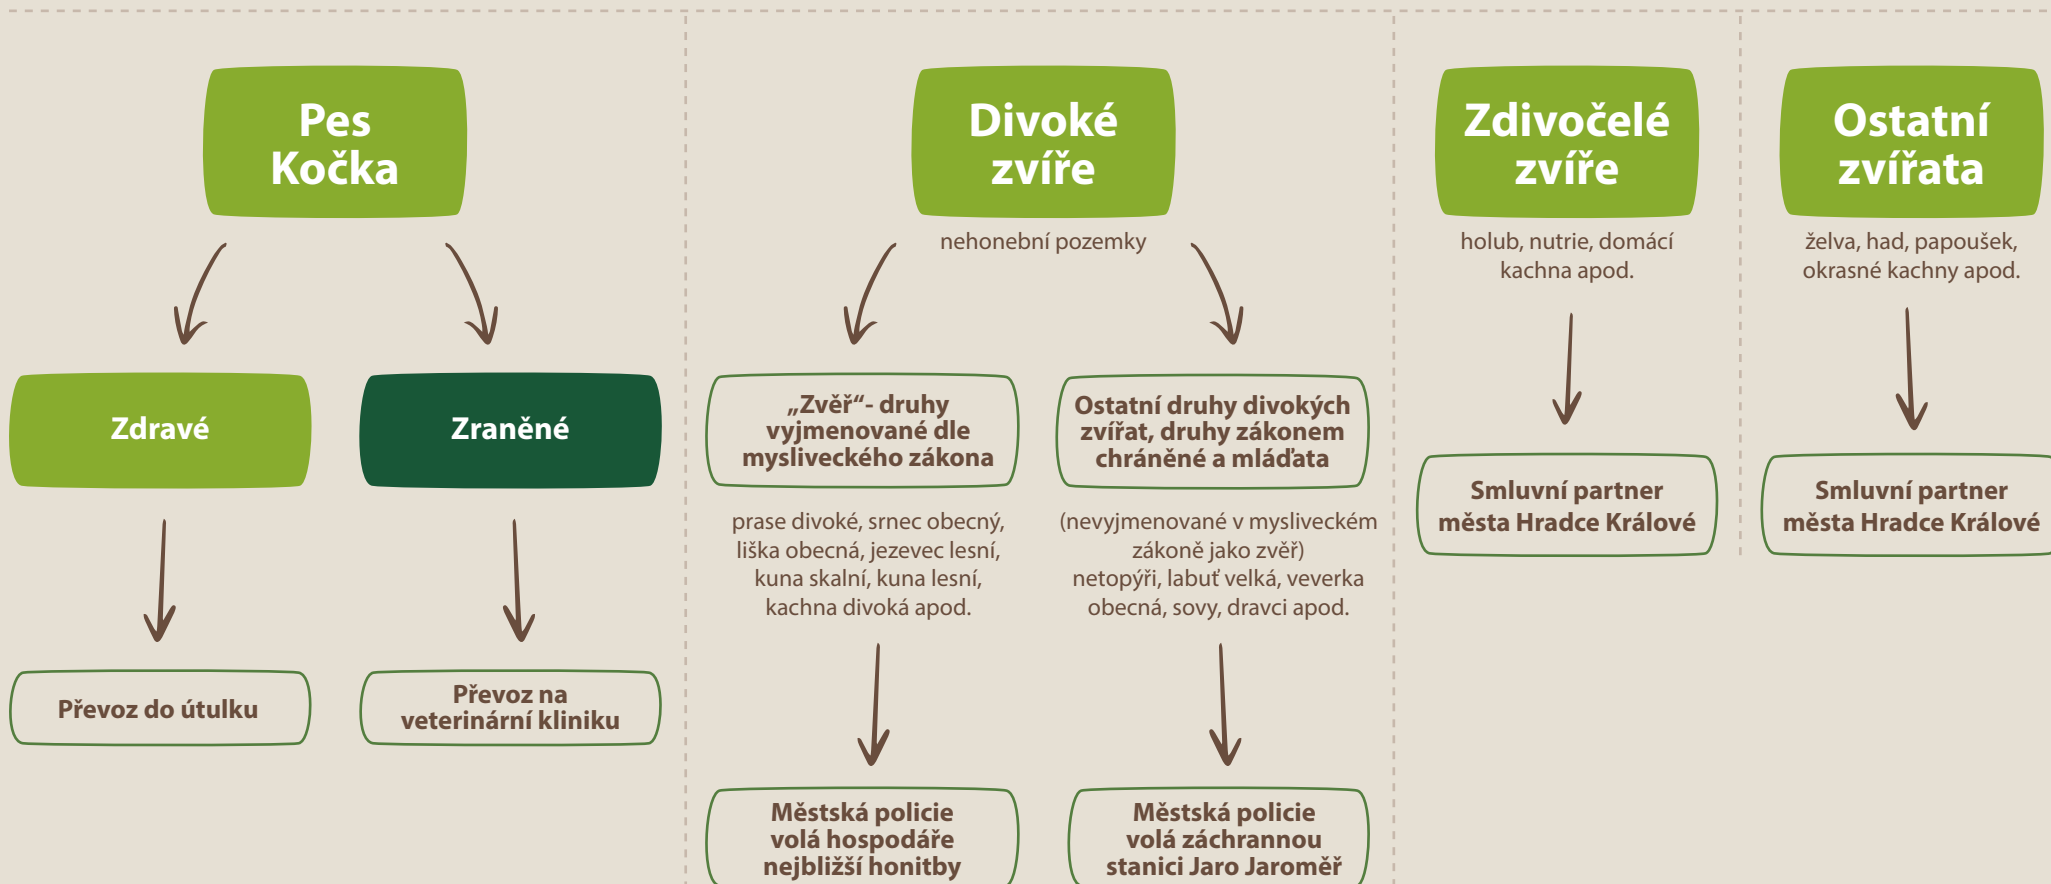 Pes
Kočka
Zdravé
Převoz do útulku
Zraněné
Převoz na
veterinární kliniku
Divoké
zvíře
nehonební pozemky
„Zvěř“- druhy
vyjmenované dle
mysliveckého zákona
prase divoké, srnec obecný,
liška obecná, jezevec lesní,
kuna skalní, kuna lesní,
kachna divoká apod.
Městská policie
volá hospodáře
nejbližší honitby
Ostatní druhy divokých
zvířat, druhy zákonem
chráněné a mláďata
(nevyjmenované v mysliveckém
zákoně jako zvěř)
netopýři, labuť velká, veverka
obecná, sovy, dravci apod.
Městská policie
volá záchrannou
stanici Jaro Jaroměř
Zdivočelé
zvíře
holub, nutrie, domácí
kachna apod.
Smluvní partner
města Hradce Králové
Ostatní
zvířata
želva, had, papoušek,
okrasné kachny apod.
Smluvní partner
města Hradce Králové